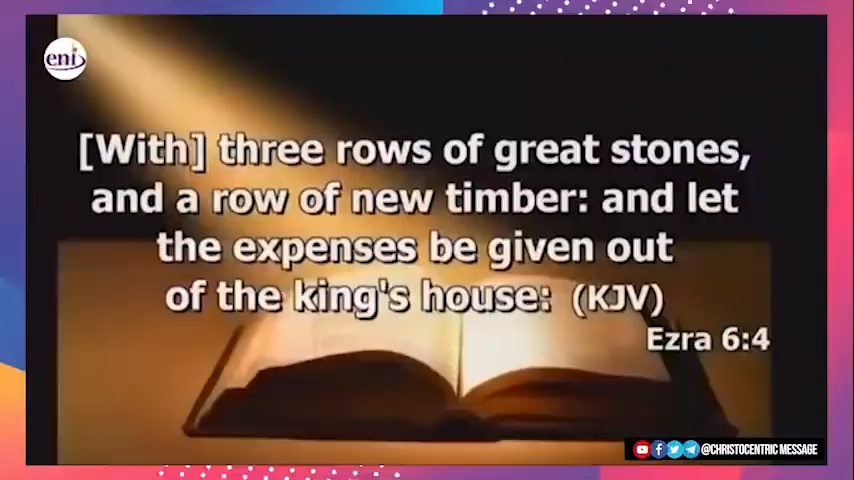 eni
[With] three rows of great stones,
and a row of new timber: and let
the expenses be given out
of the king's house: (KJV)
Ezra 6:4
@CHRISTOCENTRIC MESSAGE